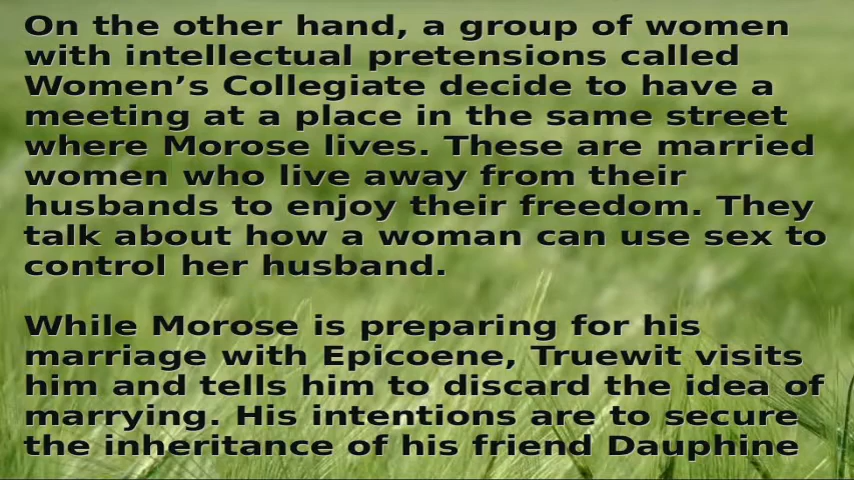 On the other hand, a group of women
with intellectual pretensions called
Women’s Collegiate decide to have a
meeting at a place in the same street
where Morose lives. These are married
women who live away from their
husbands to enjoy their freedom. They
talk about how a woman can use sex to
control her husband.
While Morose is preparing for his
marriage with Epicoene, Truewit visits
him and tells him to discard the idea of
marrying. His intentions are to secure
the inheritance of his friend Dauphine